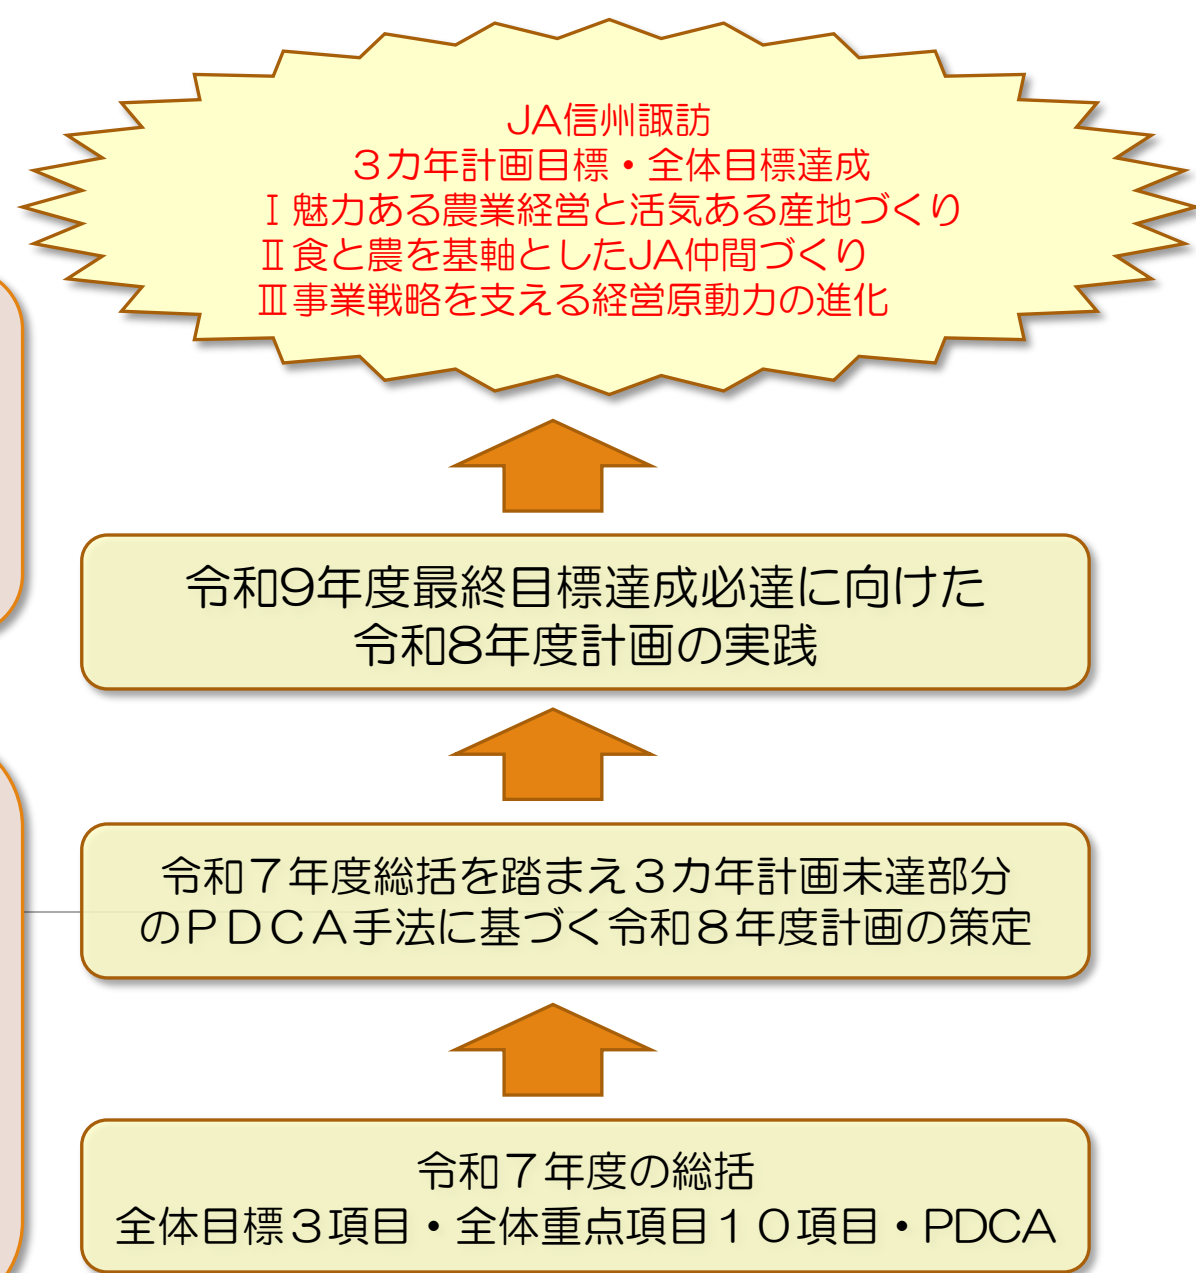 JA信州諏訪
３カ年計画目標・全体目標達成
Ⅰ魅力ある農業経営と活気ある産地づくり
Ⅱ食と農を基軸としたJA仲間づくり
Ⅲ事業戦略を支える経営原動力の進化
令和9年度最終目標達成必達に向けた
令和8年度計画の実践
令和７年度総括を踏まえ３カ年計画未達部分
のＰＤＣＡ手法に基づく令和８年度計画の策定
令和７年度の総括
全体目標３項目・全体重点項目１０項目・PDCA